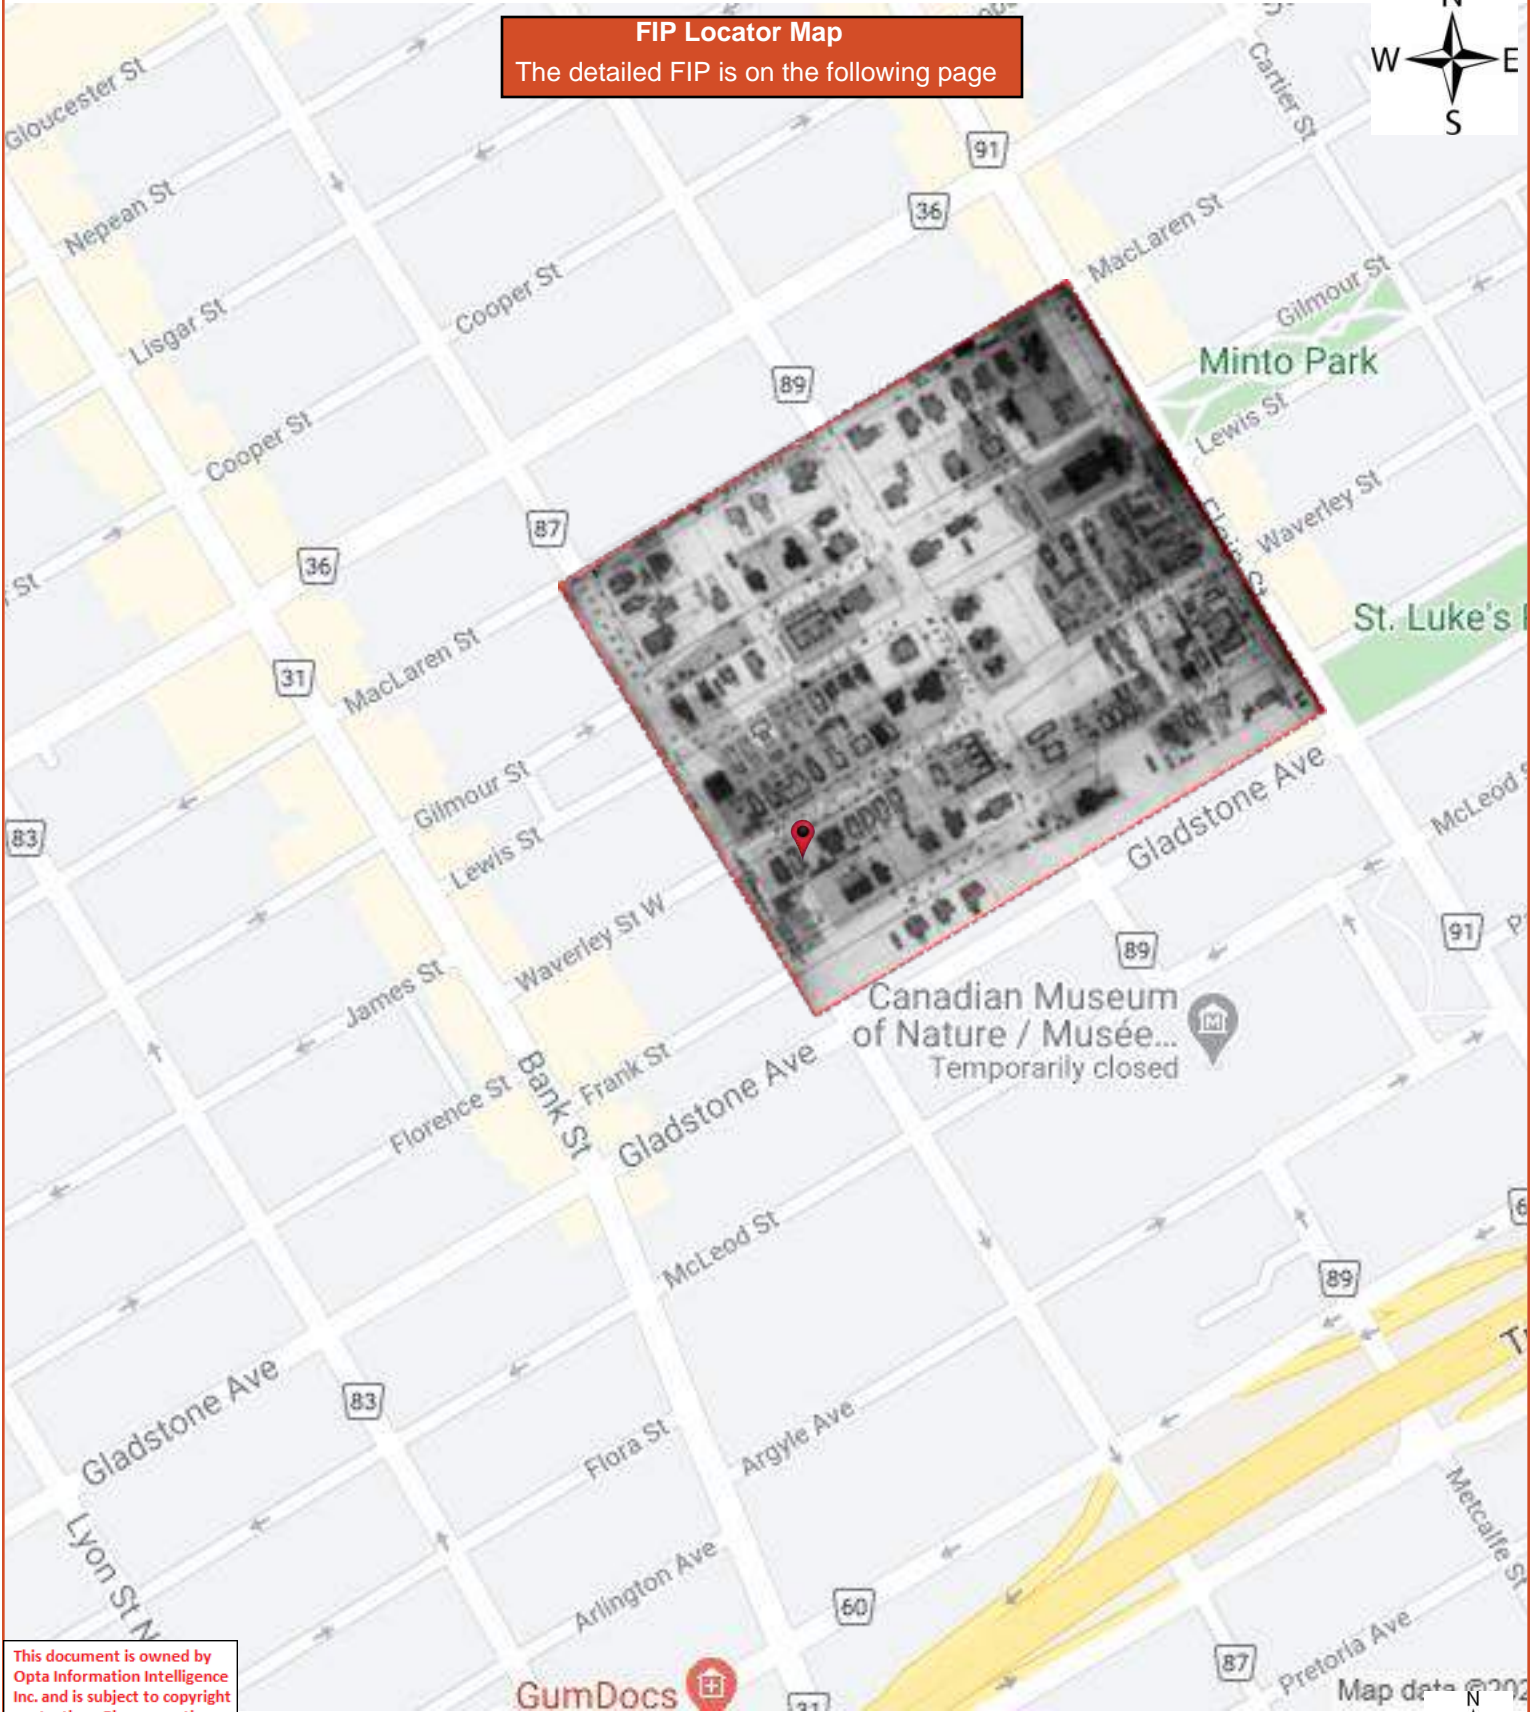 FIP Locator Map
The detailed FIP is on the following page
N
W E
S
Gloucester St
Cartier St
91
Nepean St
36
MacLaren St
Cooper St
Gilmour St
Lisgar St
Minto Park
89
Lewis St
Cooper St
Waverley St
87
36
St
St. Luke's
MacLaren St
31
Gilmour St
Gladstone Ave
McLeod
83
Lewis St
Waverley St W
91
89
James St
Canadian Museum
of Nature / Musée...
Temporarily closed
Bank St
Frank St
Florence St
Gladstone Ave
McLeod St
89
Gladstone Ave
83
Flora St
Argyle Ave
Metcalfe St
Lyon St N
Arlington Ave
60
This document is owned by
Opta Information Intelligence
Inc. and is subject to copyright
87
Pretoria Ave
GumDocs
31
Map data ©202
N